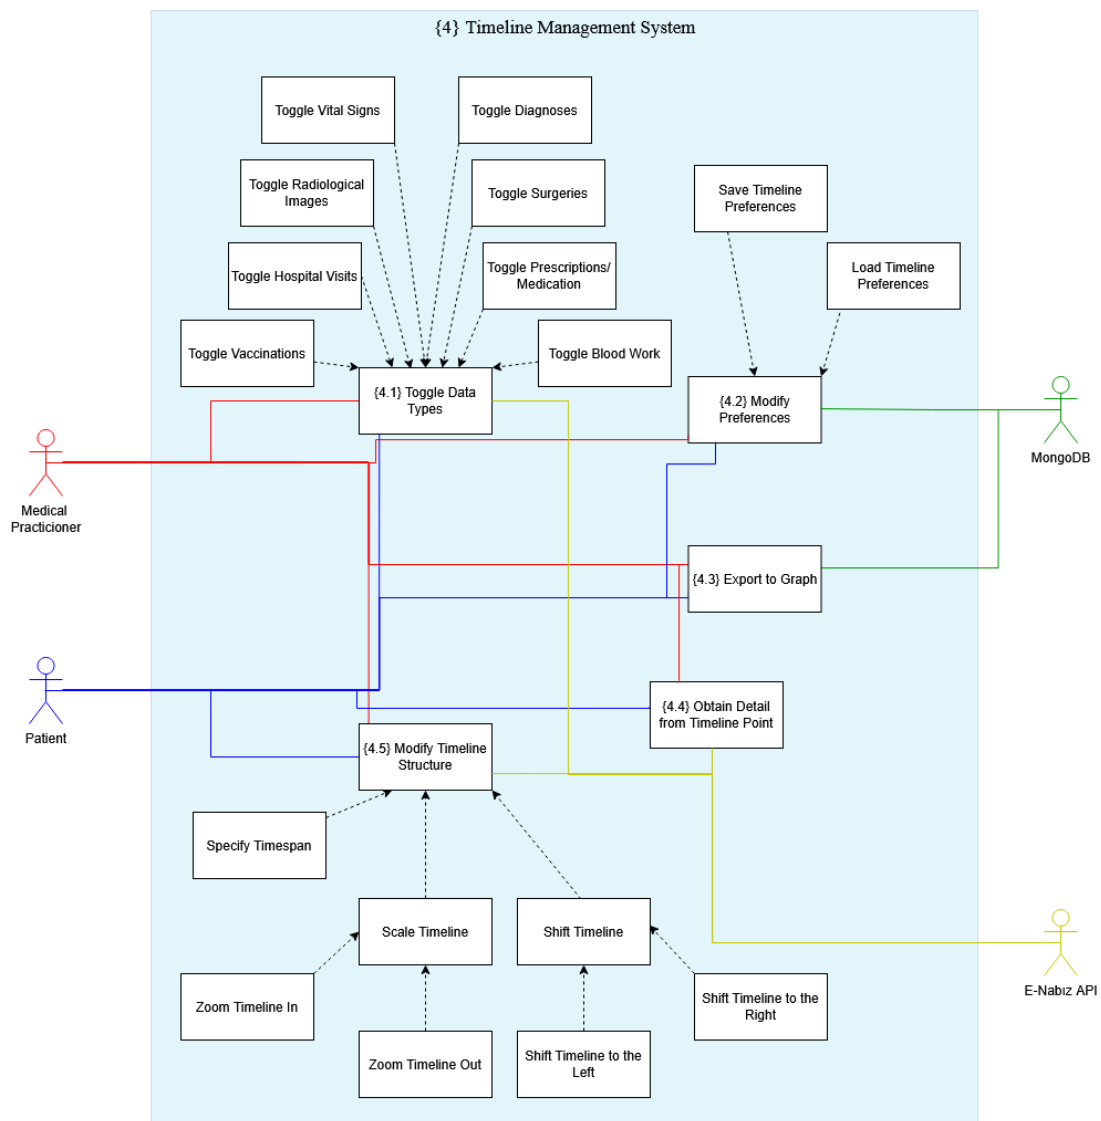 {4} Timeline Management System
Toggle Vital Signs
Toggle Diagnoses
Toggle Radiological
Images
Toggle Surgeries
Save Timeline
Preferences
Toggle Hospital Visits
Toggle Prescriptions/
Medication
Load Timeline
Preferences
Toggle Vaccinations
Toggle Blood Work
{4.1} Toggle Data
Types
{4.2} Modify
Preferences
MongoDB
Medical
Practicioner
{4.3} Export to Graph
{4.4} Obtain Detail
from Timeline Point
Patient
{4.5} Modify Timeline
Structure
Specify Timespan
Scale Timeline
Shift Timeline
E-Nabız API
Zoom Timeline In
Shift Timeline to the
Right
Zoom Timeline Out
Shift Timeline to the
Left